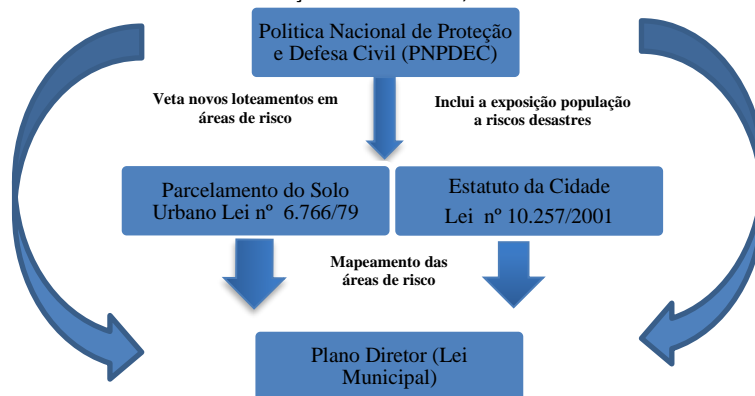 Politica Nacional de Proteção
e Defesa Civil (PNPDEC)
Veta novos loteamentos em
áreas de risco
Inclui a exposição população
a riscos desastres
Parcelamento do Solo
Urbano Lei nº 6.766/79
Estatuto da Cidade
Lei nº 10.257/2001
Mapeamento das
áreas de risco
Plano Diretor (Lei
Municipal)